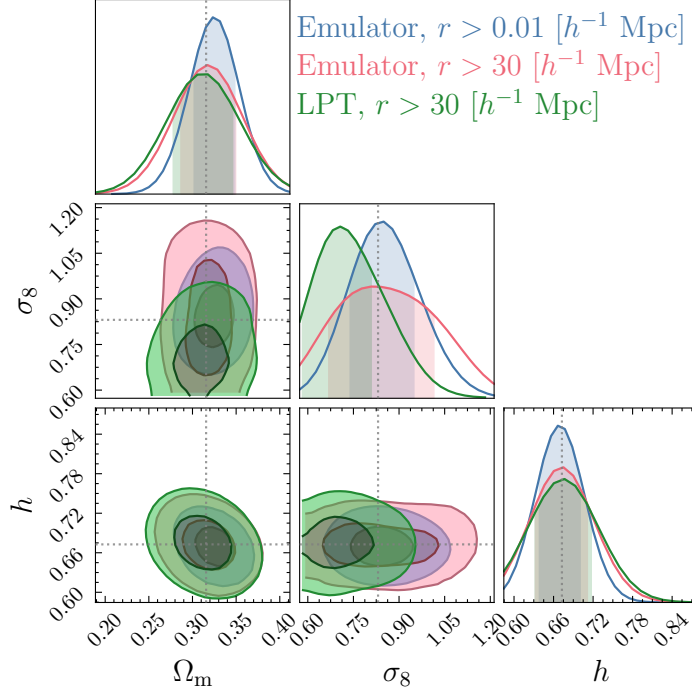 Emulator, r > 0.01 [h⁻¹ Mpc]
Emulator, r > 30 [h⁻¹ Mpc]
LPT, r > 30 [h⁻¹ Mpc]
σ₈
1.20
1.05
0.90
0.75
0.60
h
0.84
0.78
0.72
0.66
0.60
0.20 0.25 0.30 0.35 0.40
0.60 0.75 0.90 1.05 1.20
0.60 0.66 0.72 0.78 0.84
Ωₘ σ₈ h